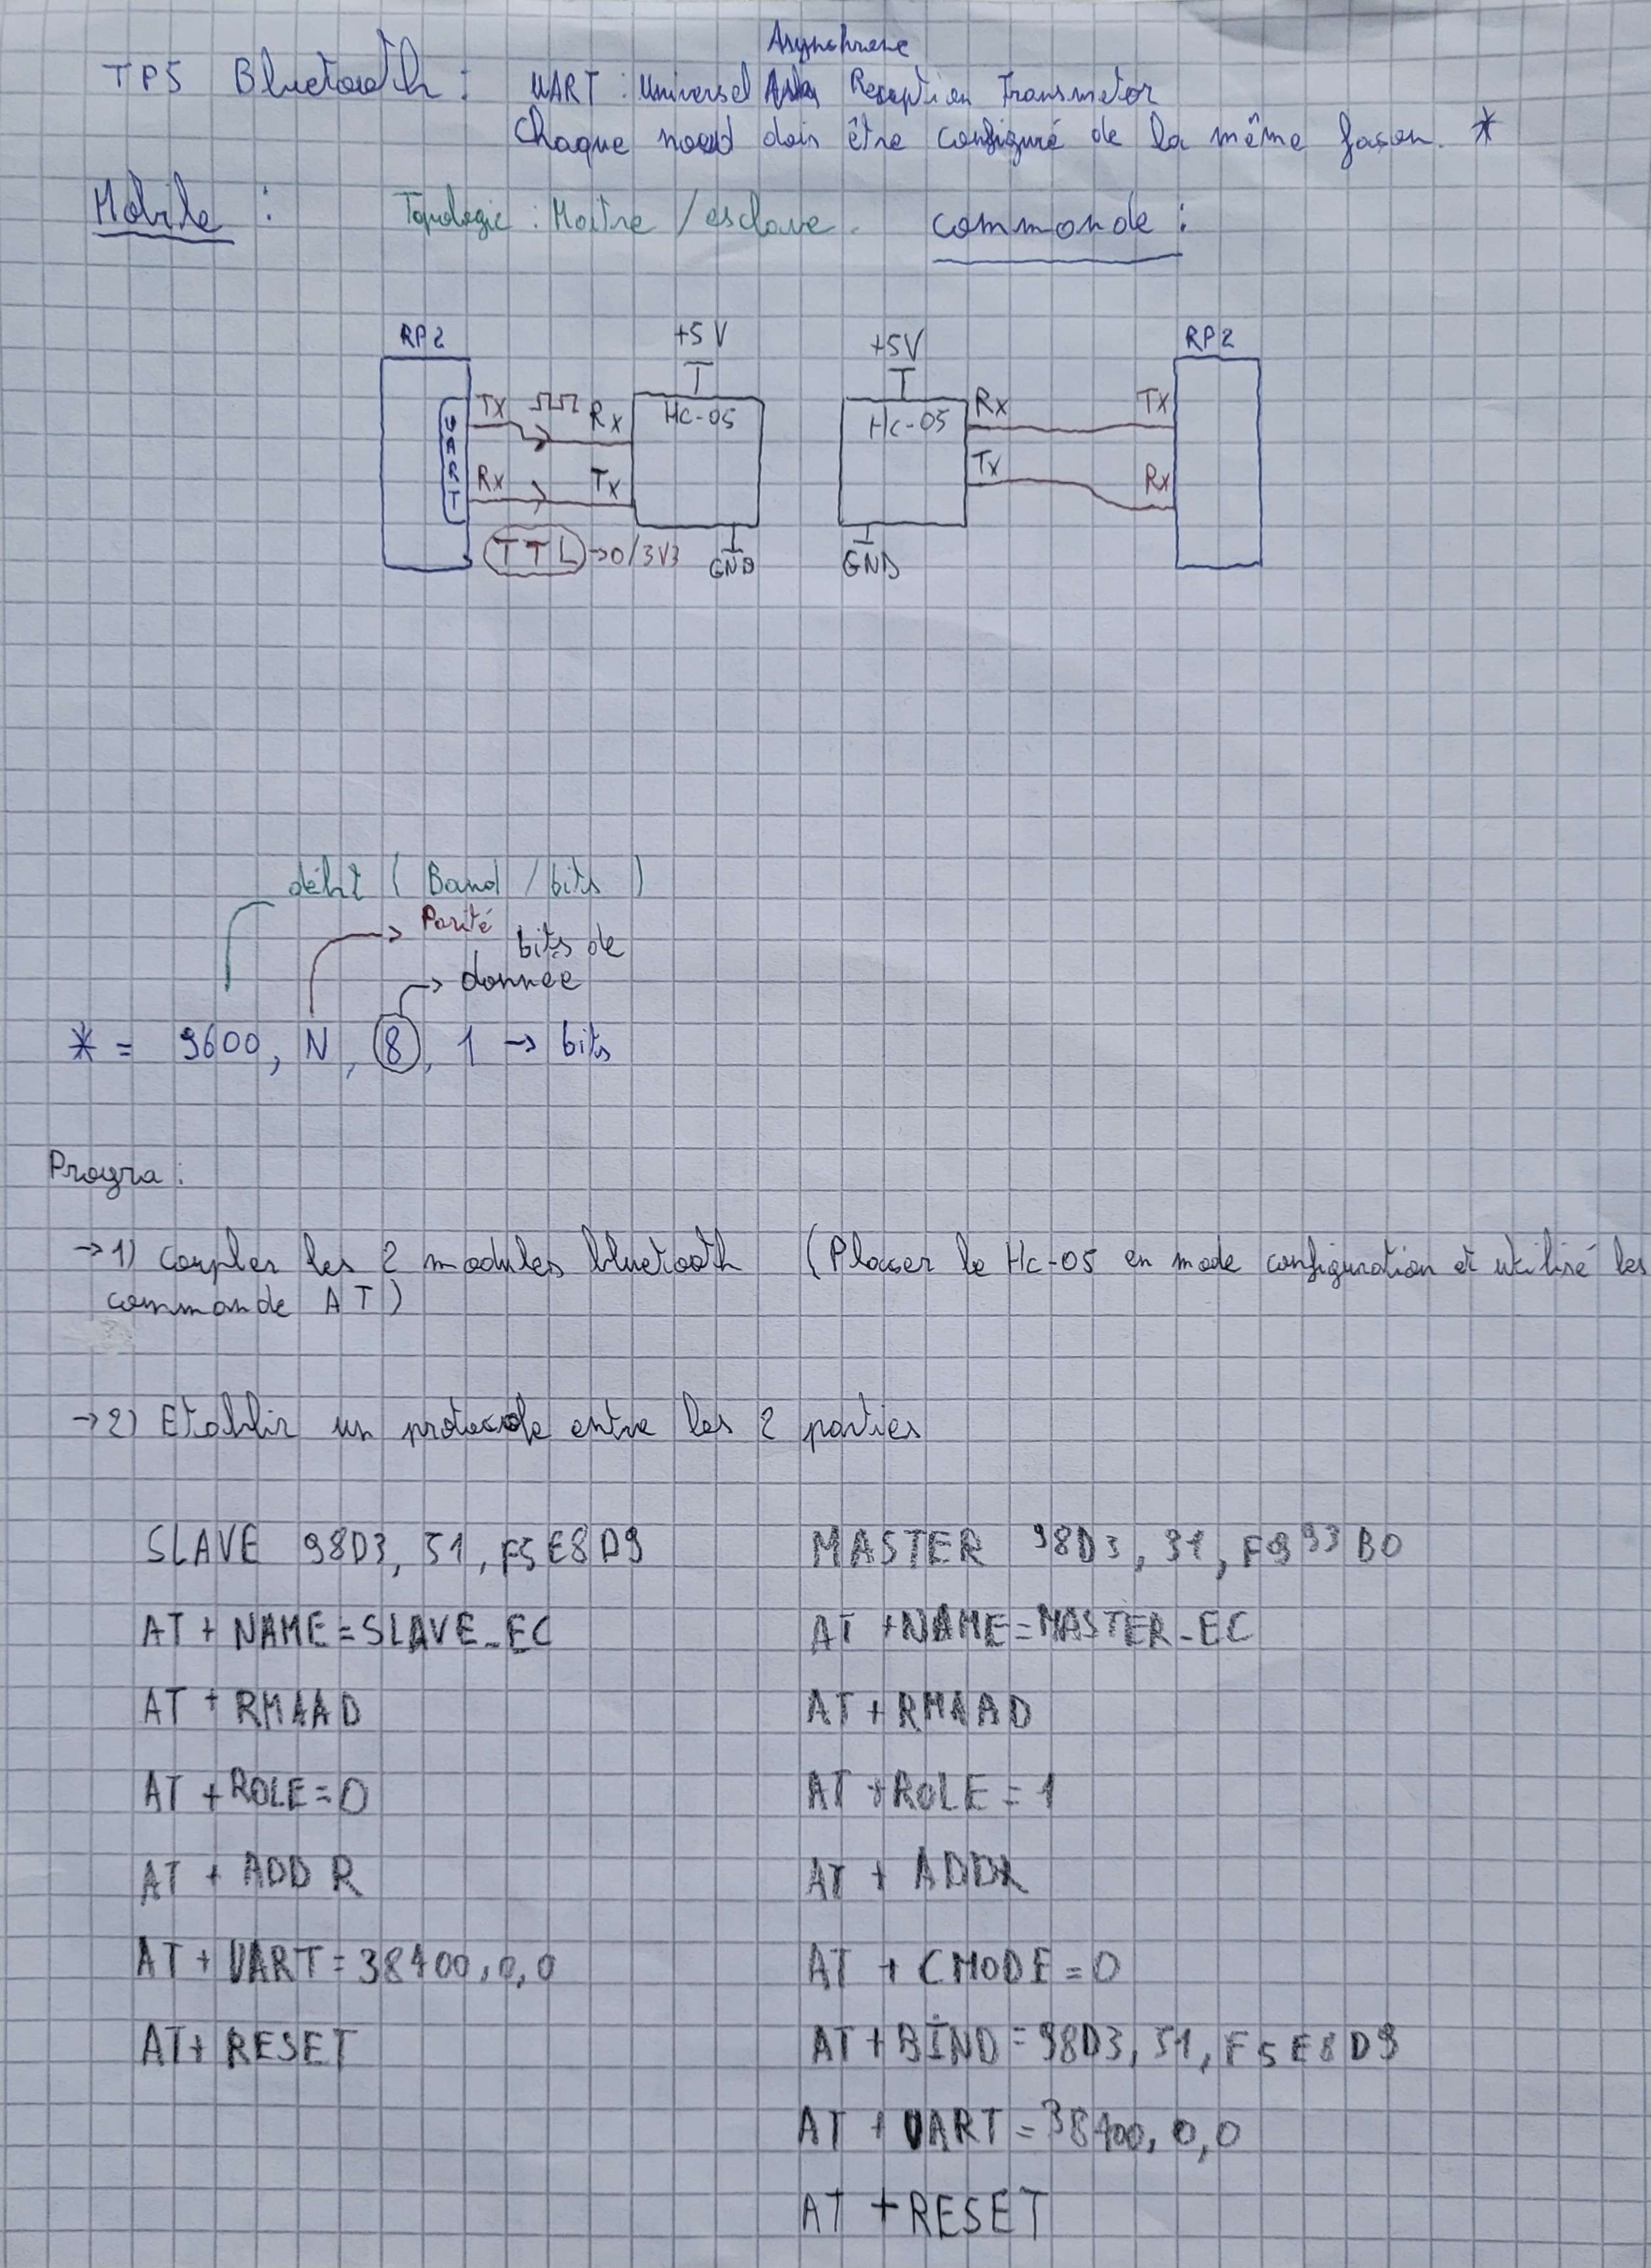 Asynchrone
TP5 Bluetooth : UART : Universel Reception Transmetor
Chaque noeud dois être configuré de la même façon. *
Mobile : Topologie : Maitre / esclave. commande :
RP2 +5V +5V RP2
TX Rx HC-05 HC-05 Rx TX
UART
Rx Tx Tx Rx
TTL → 0/3V3 GND GND
débit ( Baud / bits )
→ Parité
bits de
→ donnée
* = 9600, N, 8, 1 → bits
Progra :
→ 1) Coupler les 2 modules bluetooth (Placer le Hc-05 en mode configuration et utilisé les
commande AT)
→ 2) Etablir un protocole entre les 2 parties
SLAVE 98D3, 51, F5E8D9 MASTER 98D3, 31, F993B0
AT + NAME = SLAVE_EC AT + NAME = MASTER_EC
AT + RMAAD AT + RMAAD
AT + ROLE = 0 AT + ROLE = 1
AT + ADDR AT + ADDR
AT + UART = 38400,0,0 AT + CMODE = 0
AT + RESET AT + BIND = 98D3, 51, F5E8D9
AT + UART = 38400, 0, 0
AT + RESET